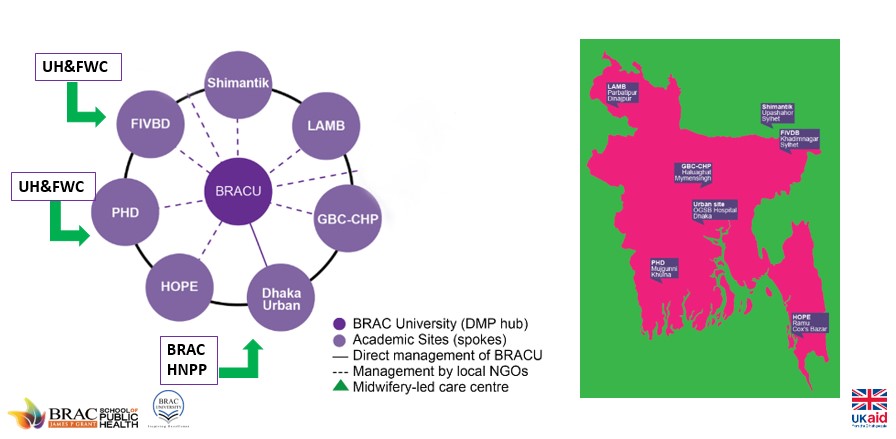 UH&FWC
UH&FWC
BRAC
HNPP
Shimantik
LAMB
GBC-CHP
Dhaka
Urban
HOPE
PHD
FIVBD
BRACU
BRAC University (DMP hub)
Academic Sites (spokes)
Direct management of BRACU
Management by local NGOs
Midwifery-led care centre
LAMB
Parbatipur
Dinajpur
Shimantik
Upashahor
Sylhet
FIVDB
Khadimnagar
Sylhet
GBC-CHP
Haluaghat
Mymensingh
Urban site
OGSB Hospital
Dhaka
PHD
Mujgunni
Khulna
HOPE
Ramu
Cox's Bazar
BRAC
JAMES P GRANT
SCHOOL OF
PUBLIC
HEALTH
BRAC
UNIVERSITY
Inspiring Excellence
UKaid